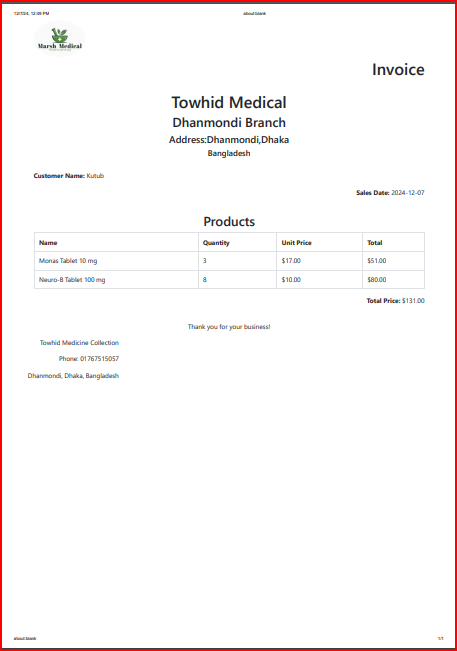 12/7/24, 12:49 PM about:blank
Marsh Medical
Invoice
Towhid Medical
Dhanmondi Branch
Address:Dhanmondi,Dhaka
Bangladesh
Customer Name: Kutub
Sales Date: 2024-12-07
Products
Name Quantity Unit Price Total
Monas Tablet 10 mg 3 $17.00 $51.00
Neuro-B Tablet 100 mg 8 $10.00 $80.00
Total Price: $131.00
Thank you for your business!
Towhid Medicine Collection
Phone: 01767515057
Dhanmondi, Dhaka, Bangladesh
about:blank 1/1